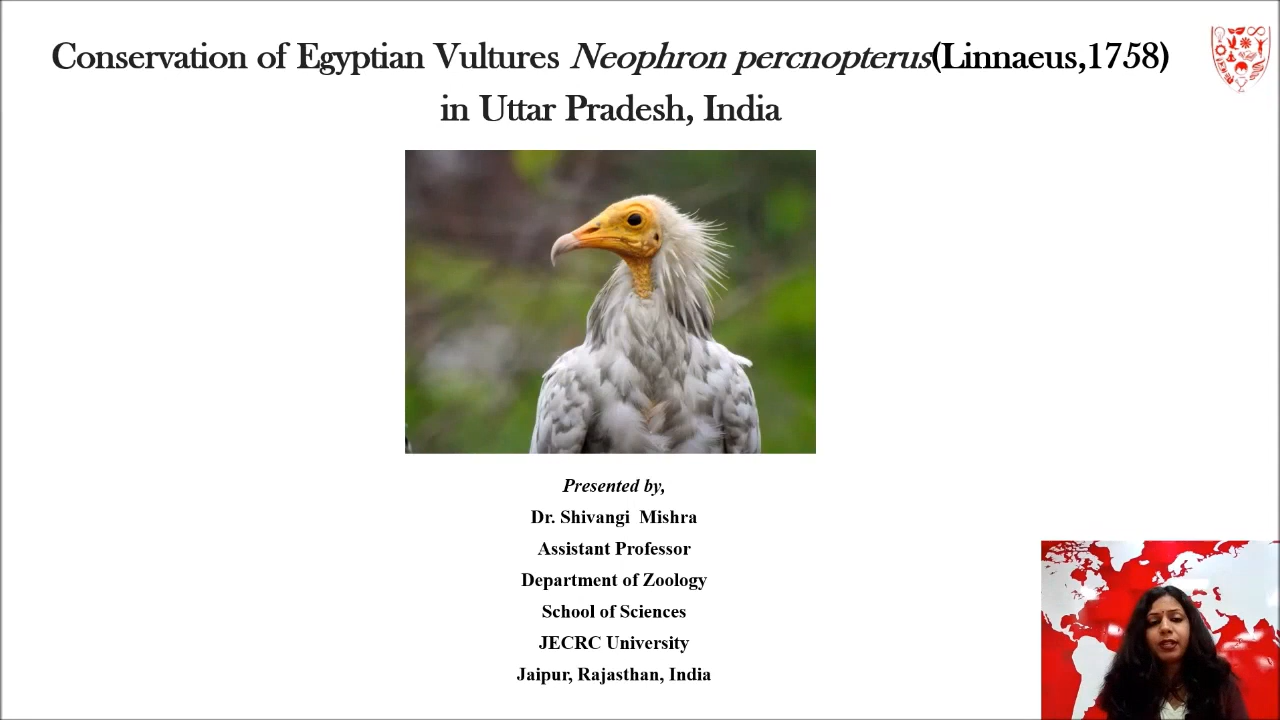 Conservation of Egyptian Vultures Neophron percnopterus(Linnaeus,1758)
in Uttar Pradesh, India
Presented by,
Dr. Shivangi  Mishra
Assistant Professor
Department of Zoology
School of Sciences
JECRC University
Jaipur, Rajasthan, India